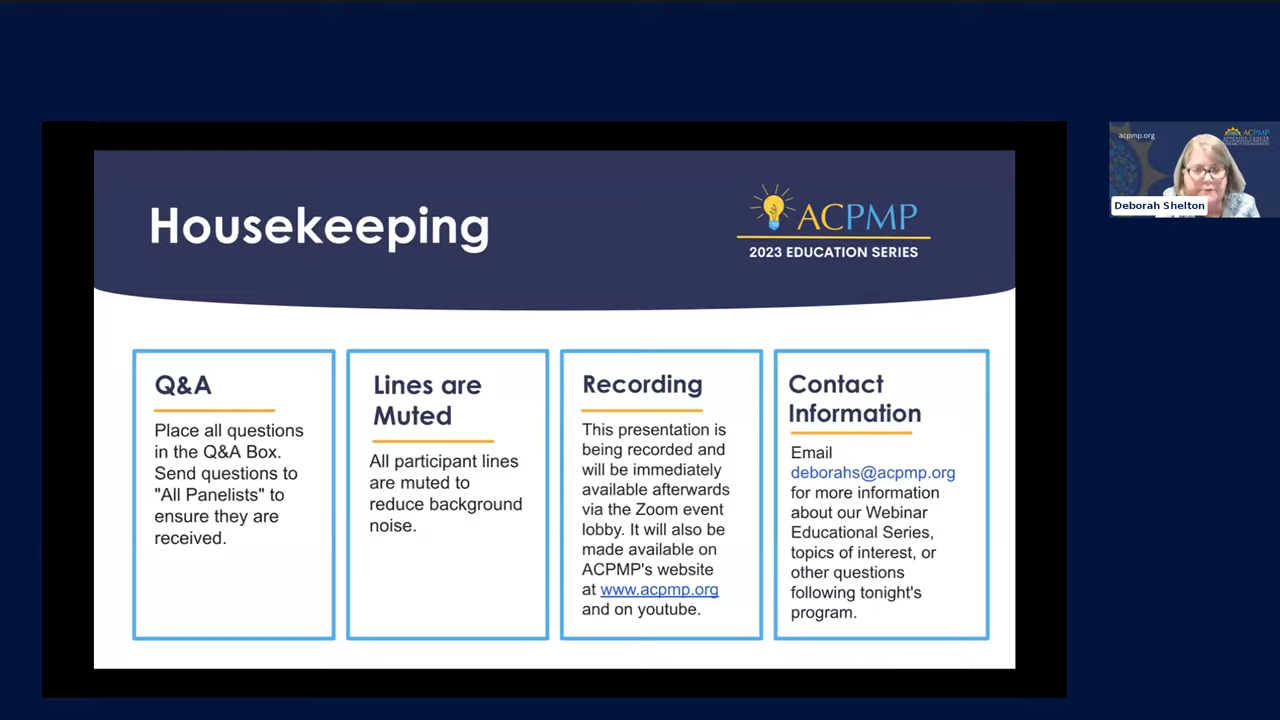 Housekeeping
ACPMP
2023 EDUCATION SERIES
Q&A
Place all questions
in the Q&A Box.
Send questions to
"All Panelists" to
ensure they are
received.
Lines are
Muted
All participant lines
are muted to
reduce background
noise.
Recording
This presentation is
being recorded and
will be immediately
available afterwards
via the Zoom event
lobby. It will also be
made available on
ACPMP's website
at www.acpmp.org
and on youtube.
Contact
Information
Email
deborahs@acpmp.org
for more information
about our Webinar
Educational Series,
topics of interest, or
other questions
following tonight's
program.
acpmp.org
ACPMP
Deborah Shelton